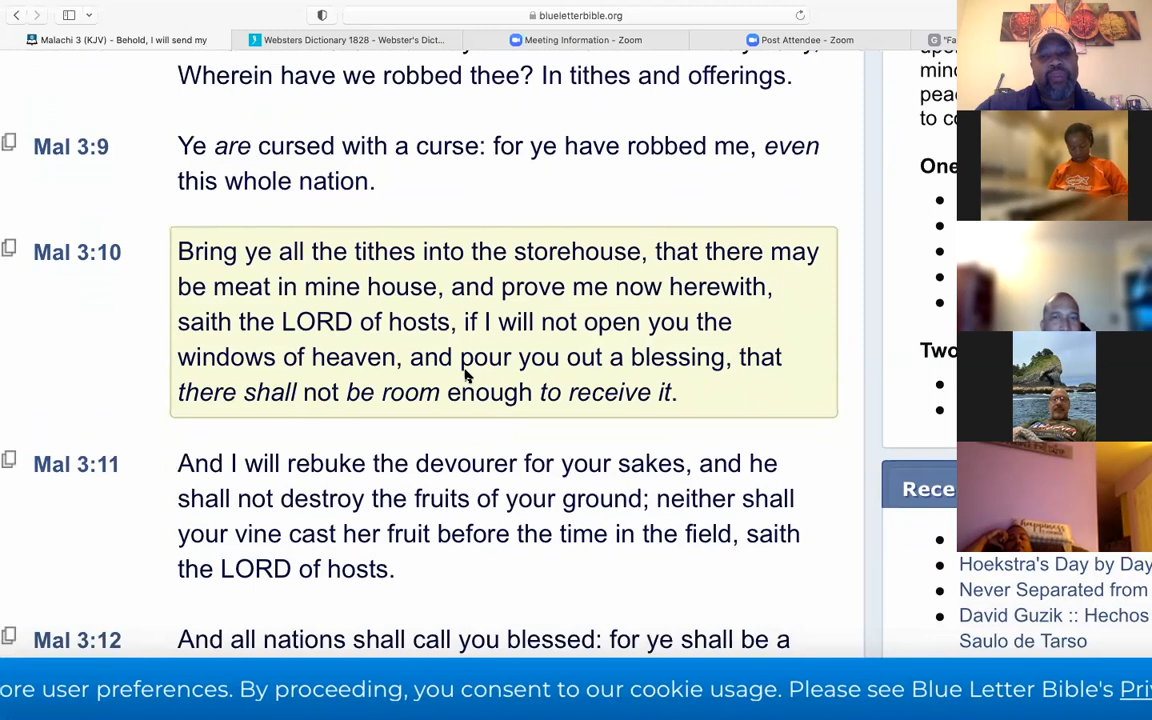 blueletterbible.org
Malachi 3 (KJV) - Behold, I will send my
Websters Dictionary 1828 - Webster's Dict...
Meeting Information - Zoom
Post Attendee - Zoom
Wherein have we robbed thee? In tithes and offerings.
Mal 3:9
Ye are cursed with a curse: for ye have robbed me, even
this whole nation.
Mal 3:10
Bring ye all the tithes into the storehouse, that there may
be meat in mine house, and prove me now herewith,
saith the LORD of hosts, if I will not open you the
windows of heaven, and pour you out a blessing, that
there shall not be room enough to receive it.
Mal 3:11
And I will rebuke the devourer for your sakes, and he
shall not destroy the fruits of your ground; neither shall
your vine cast her fruit before the time in the field, saith
the LORD of hosts.
Mal 3:12
And all nations shall call you blessed: for ye shall be a
mind
peac
to co
One
Two
Rece
Hoekstra's Day by Day
Never Separated from
David Guzik :: Hechos
Saulo de Tarso
happiness
ore user preferences. By proceeding, you consent to our cookie usage. Please see Blue Letter Bible's Pri